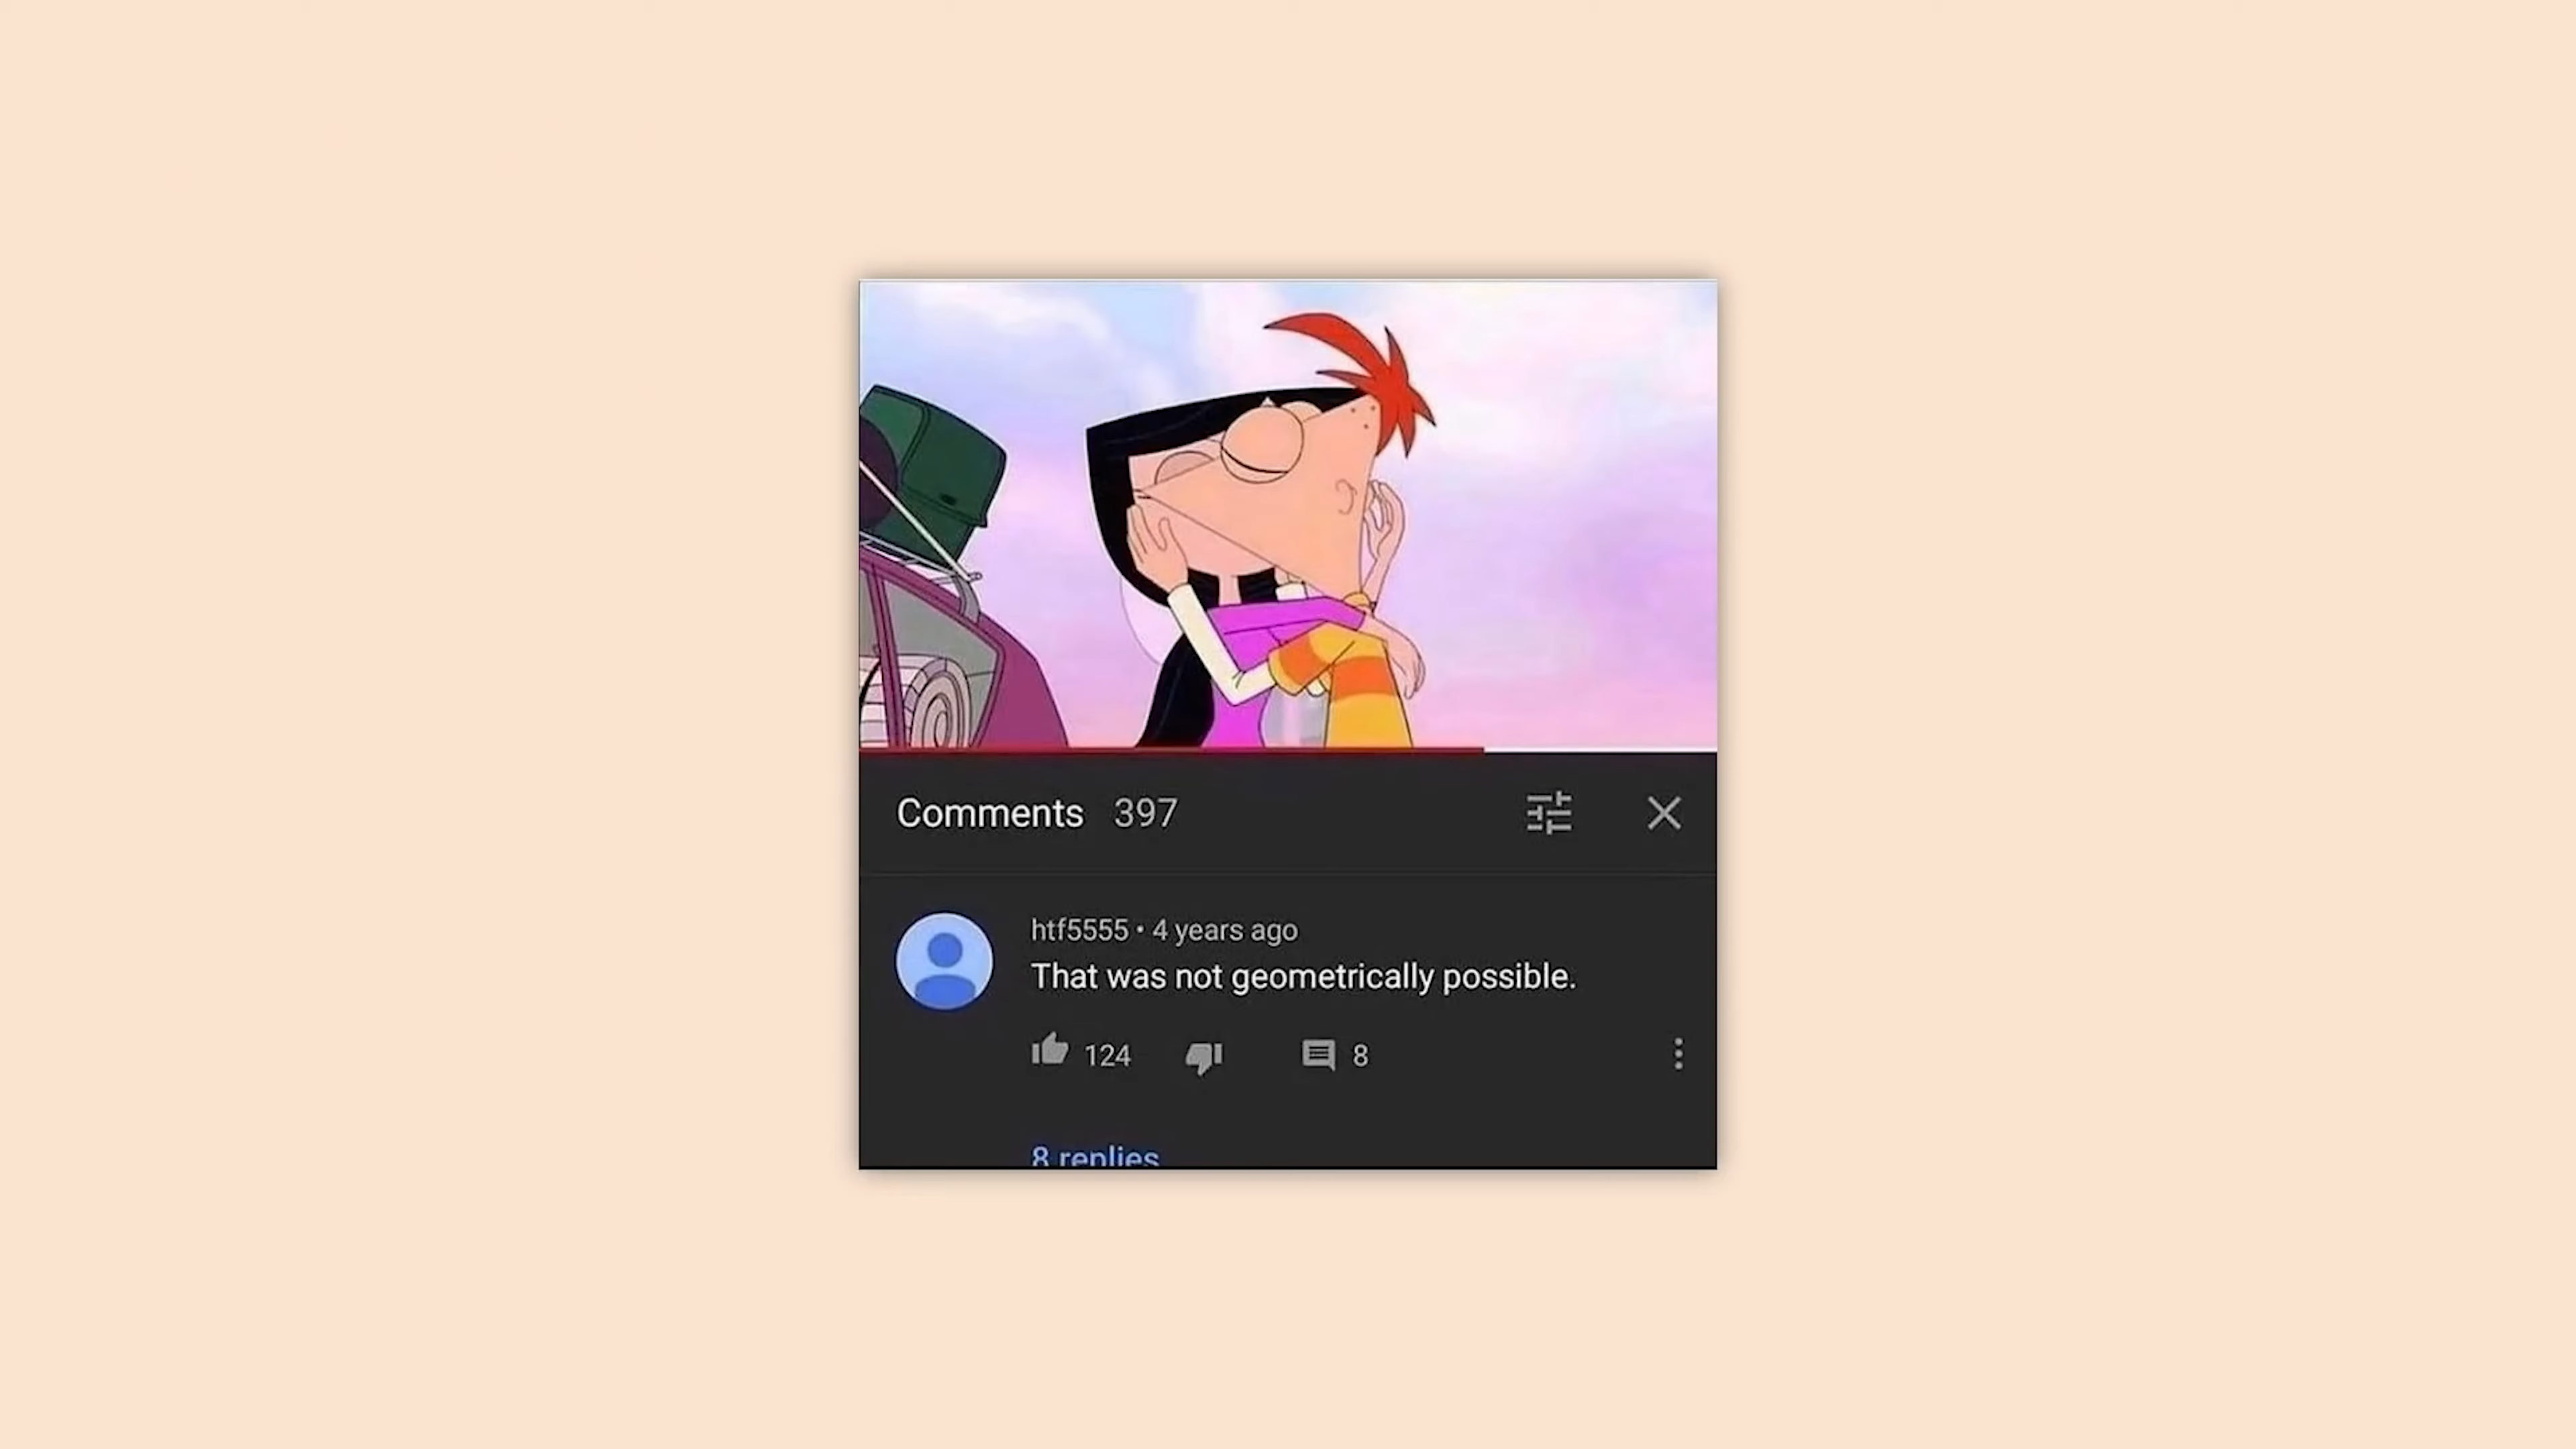 Comments 397
htf5555 • 4 years ago
That was not geometrically possible.
124 8
8 replies